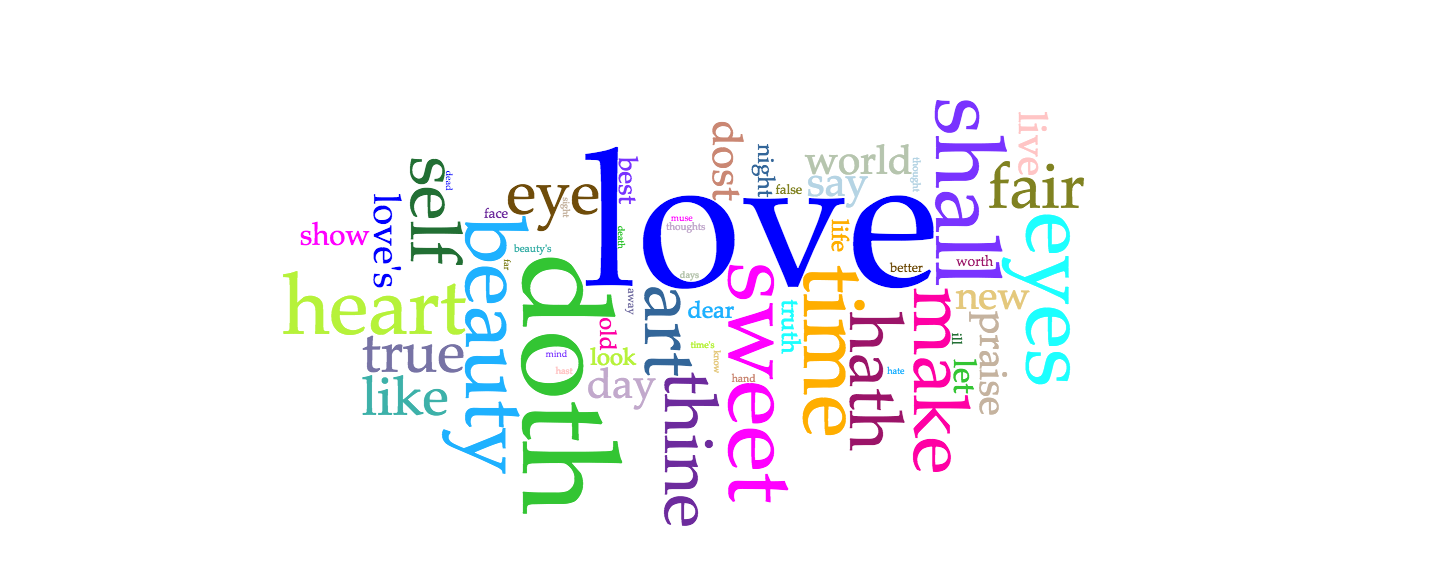 love
shall
live
fair
eyes
world
say
thought
night
false
dost
best
eye
sight
self
dead
face
love's
show
beauty
beauty's
far
heart
true
like
doth
death
muse
thoughts
days
life
better
worth
new
praise
ill
let
make
hath
hate
time
truth
sweet
hand
know
time's
dear
art
thine
away
old
look
day
mind
hast